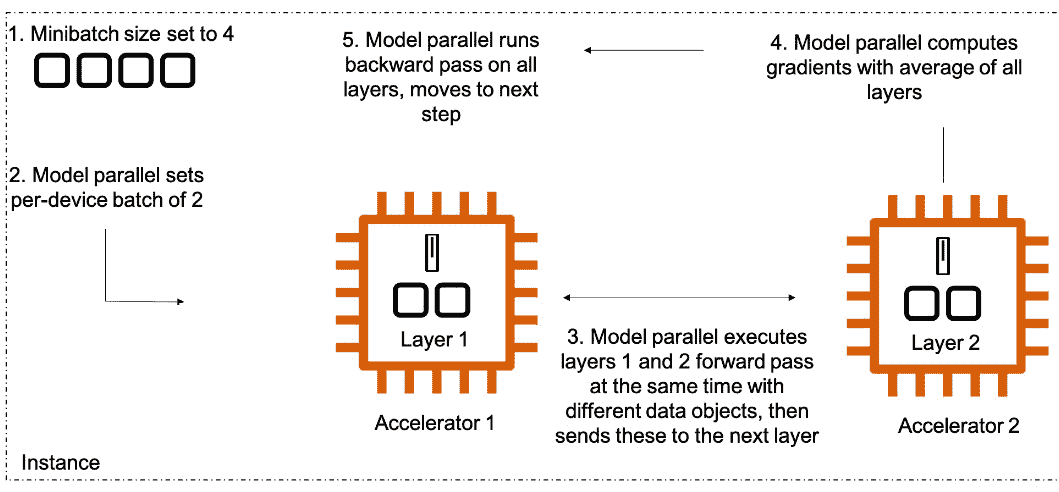 1. Minibatch size set to 4
2. Model parallel sets
per-device batch of 2
Layer 1
Accelerator 1
3. Model parallel executes
layers 1 and 2 forward pass
at the same time with
different data objects, then
sends these to the next layer
Layer 2
Accelerator 2
4. Model parallel computes
gradients with average of all
layers
5. Model parallel runs
backward pass on all
layers, moves to next
step
Instance